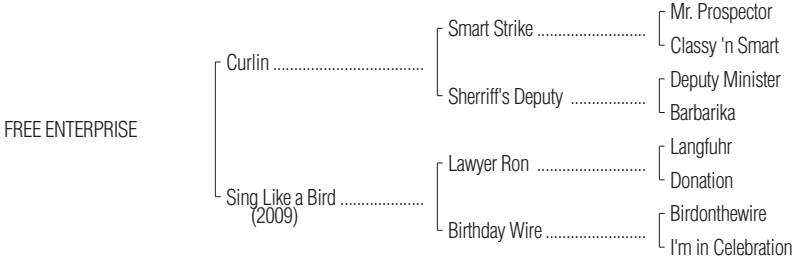 Mr. Prospector
Smart Strike ..........................
Classy 'n Smart
Curlin ...................................
Deputy Minister
Sherriff's Deputy ..................
Barbarika
FREE ENTERPRISE
Langfuhr
Lawyer Ron ..........................
Donation
Sing Like a Bird ....................
(2009)
Birdonthewire
Birthday Wire ........................
I'm in Celebration